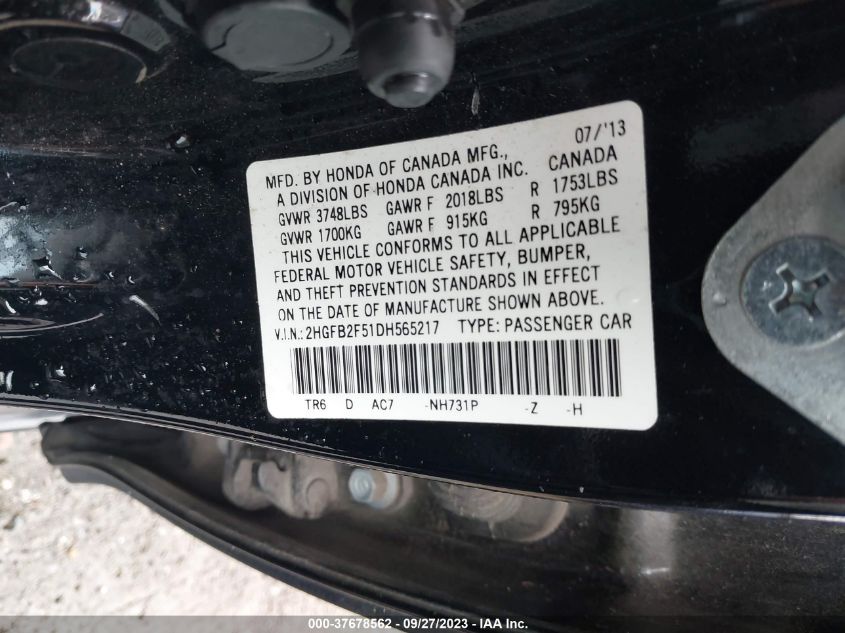 07/'13
MFD. BY HONDA OF CANADA MFG.,
A DIVISION OF HONDA CANADA INC. CANADA
GVWR 3748LBS GAWR F 2018LBS R 1753LBS
GVWR 1700KG GAWR F 915KG R 795KG
THIS VEHICLE CONFORMS TO ALL APPLICABLE
FEDERAL MOTOR VEHICLE SAFETY, BUMPER,
AND THEFT PREVENTION STANDARDS IN EFFECT
ON THE DATE OF MANUFACTURE SHOWN ABOVE.
V.I.N.:2HGFB2F51DH565217 TYPE: PASSENGER CAR
TR6 D AC7 -NH731P -Z -H
000-37678562 - 09/27/2023 - Copyright © 2023 IAA, Inc.